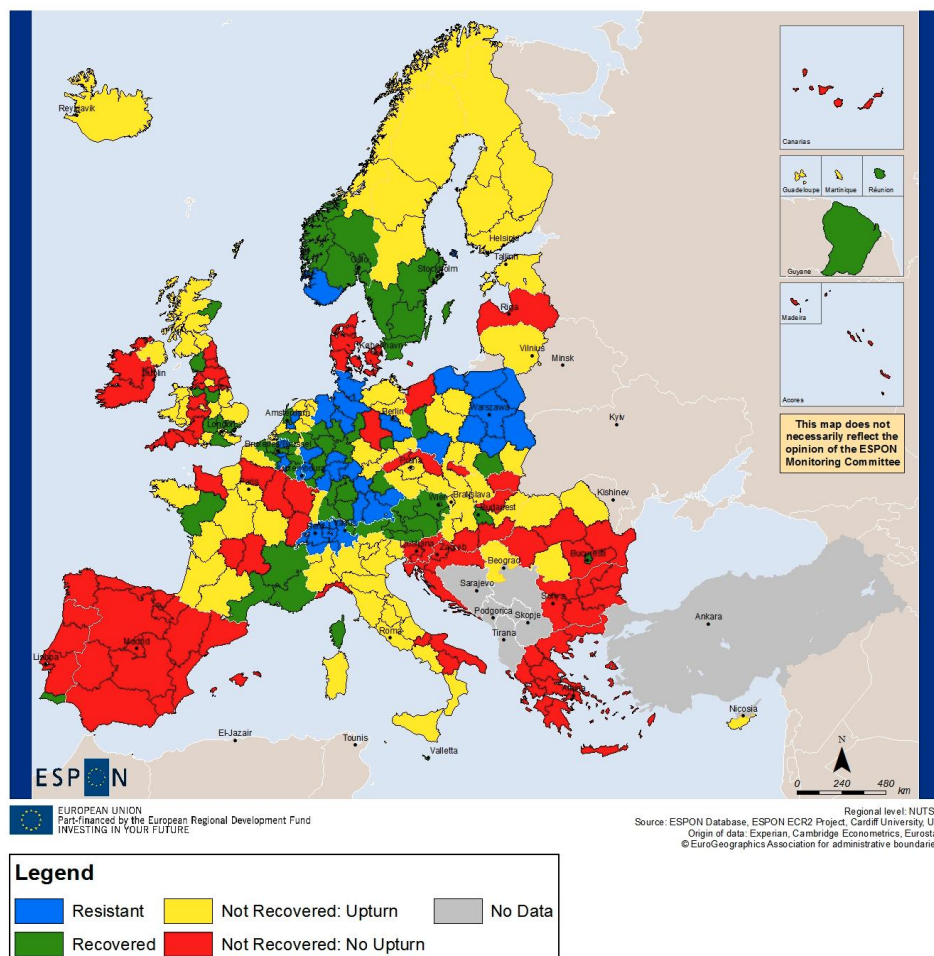 Reykjavik
Canarias
Guadeloupe
Martinique
Réunion
Guyane
Helsinki
Oslo
Stockholm
Tallinn
Riga
Madeira
København
Vilnius
Minsk
Dublin
Acores
Amsterdam
Berlin
Warszawa
London
Kyiv
This map does not
necessarily reflect the
opinion of the ESPON
Monitoring Committee
Praha
Paris
Kishinev
Wien
Bratislava
Budapest
Ljubljana
Zagreb
Bucuresti
Beograd
Sarajevo
Sofiya
Podgorica
Skopje
Ankara
Roma
Tirana
Madrid
Lisboa
Nicosia
El-Jazair
Tounis
Valletta
N
ESPON
0 240 480
km
EUROPEAN UNION
Part-financed by the European Regional Development Fund
INVESTING IN YOUR FUTURE
Regional level: NUTS
Source: ESPON Database, ESPON ECR2 Project, Cardiff University, U
Origin of data: Experian, Cambridge Econometrics, Eurosta
© EuroGeographics Association for administrative boundarie
Legend
Resistant
Not Recovered: Upturn
No Data
Recovered
Not Recovered: No Upturn